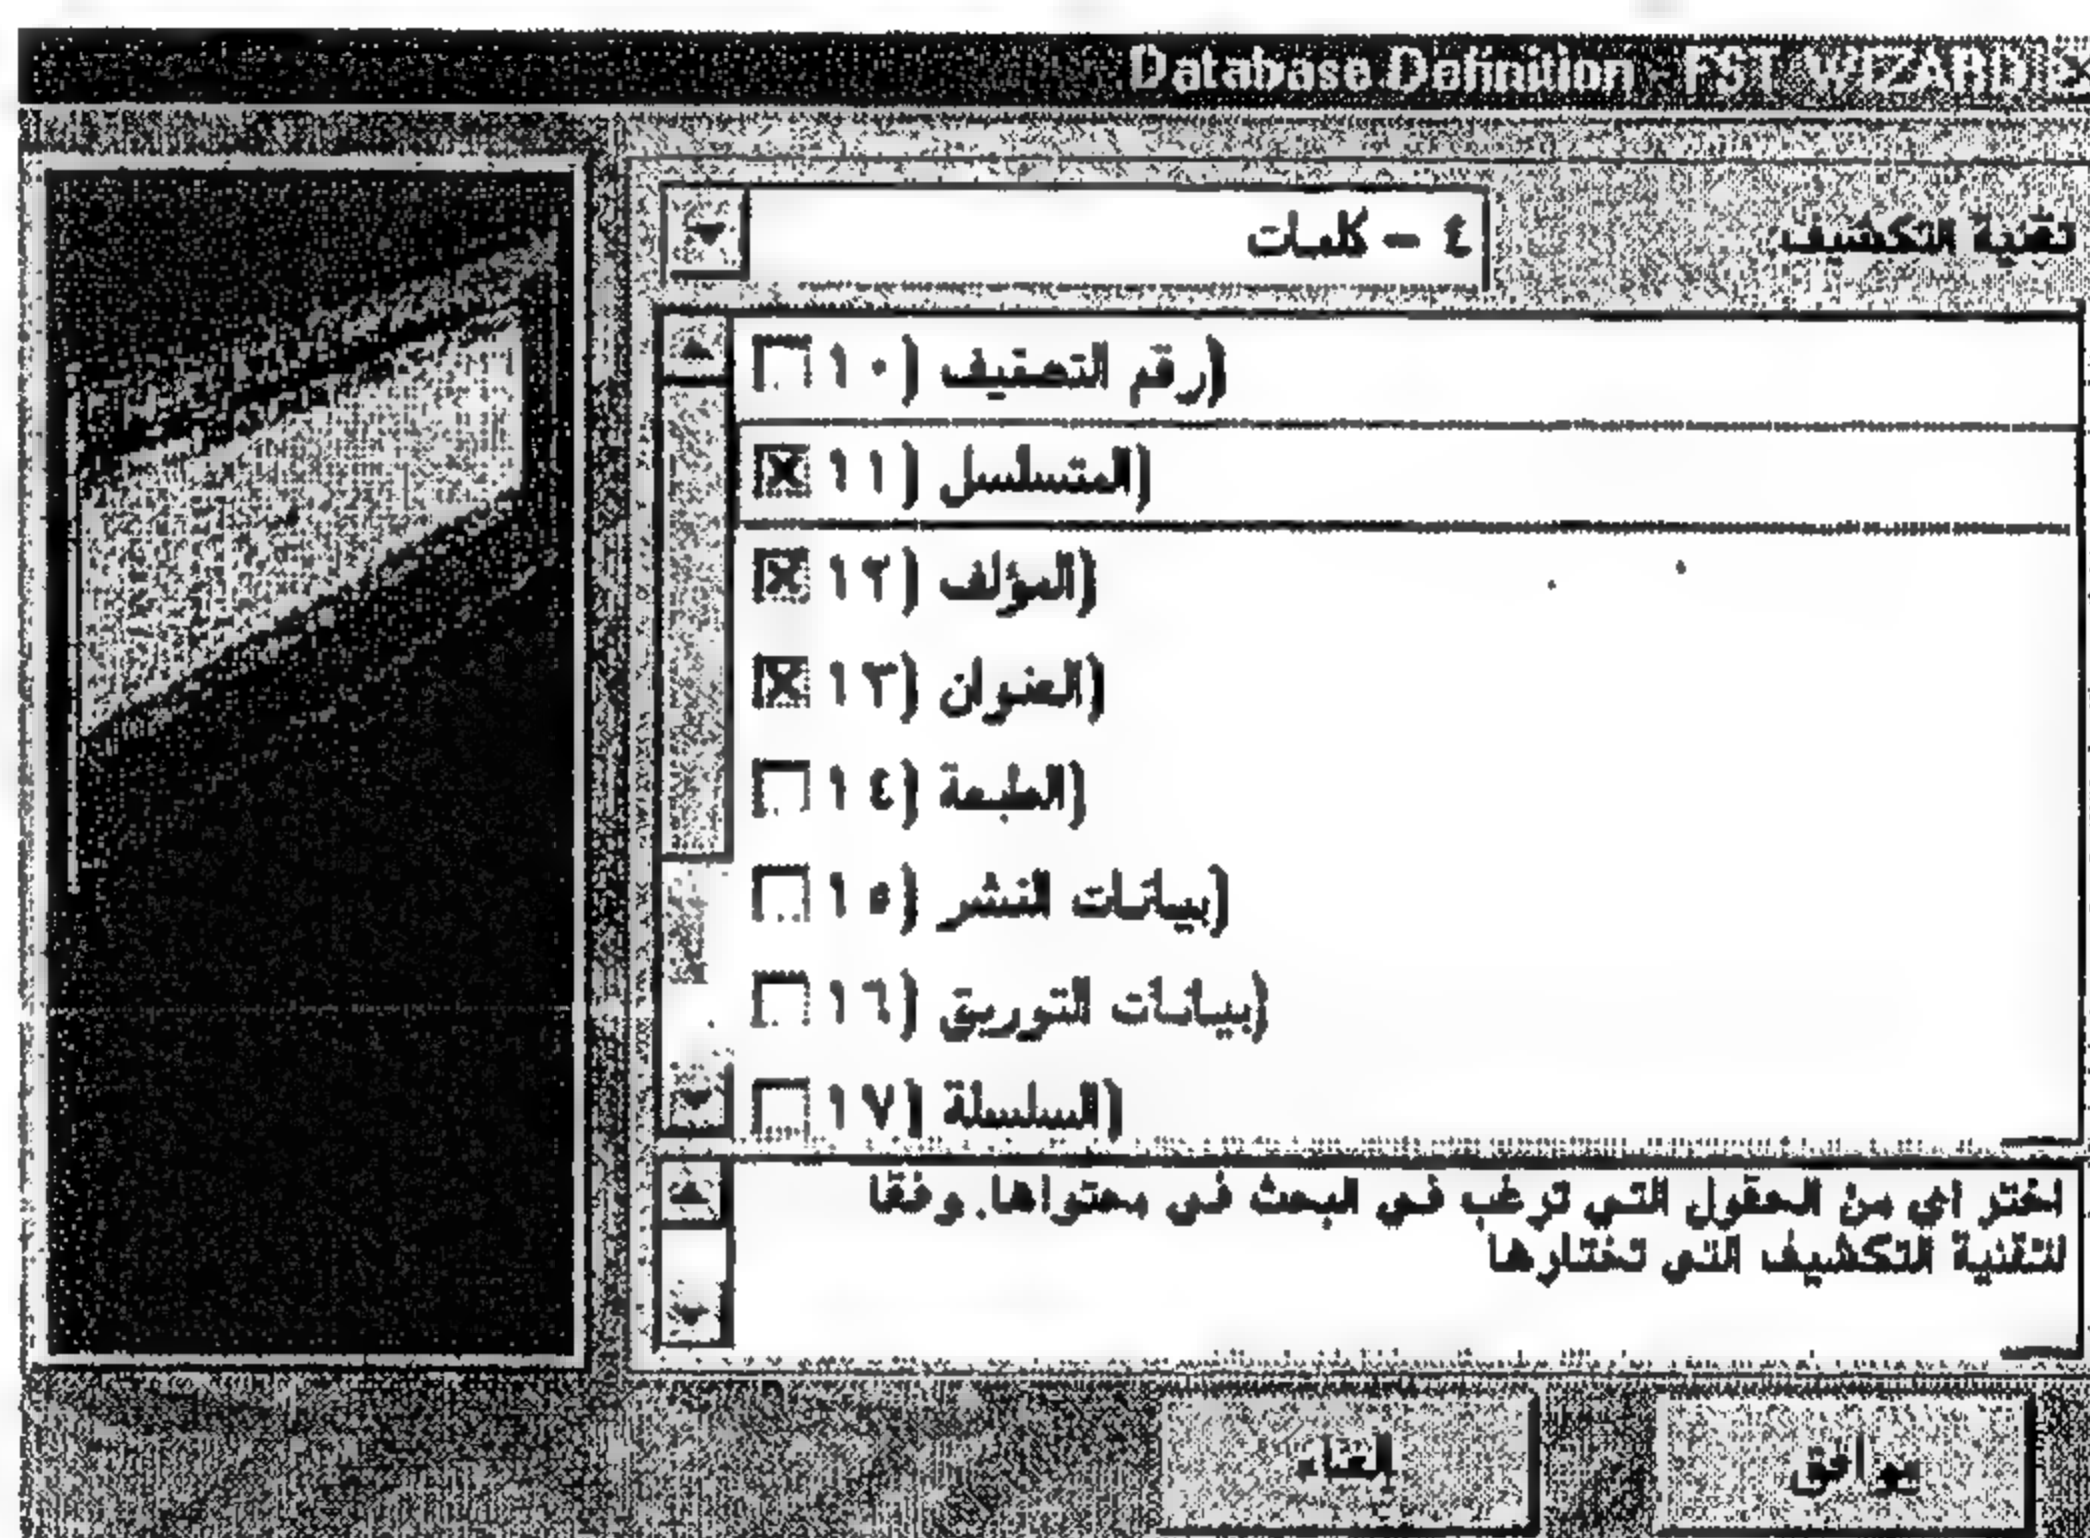 Database Definition - FST WIZARD
تقنية التكشيف
٤ - كلمات
١٠) رقم التصنيف)
١١) المتسلسل)
١٢) المؤلف)
١٣) العنوان)
١٤) الطبعة)
١٥) بيانات النشر)
١٦) بيانات التوريق)
١٧) السلسلة)
اختر اي من الحقول التي ترغب في البحث في محتواها. وفقا
لتقنية التكشيف التي تختارها
موافق
إلغاء